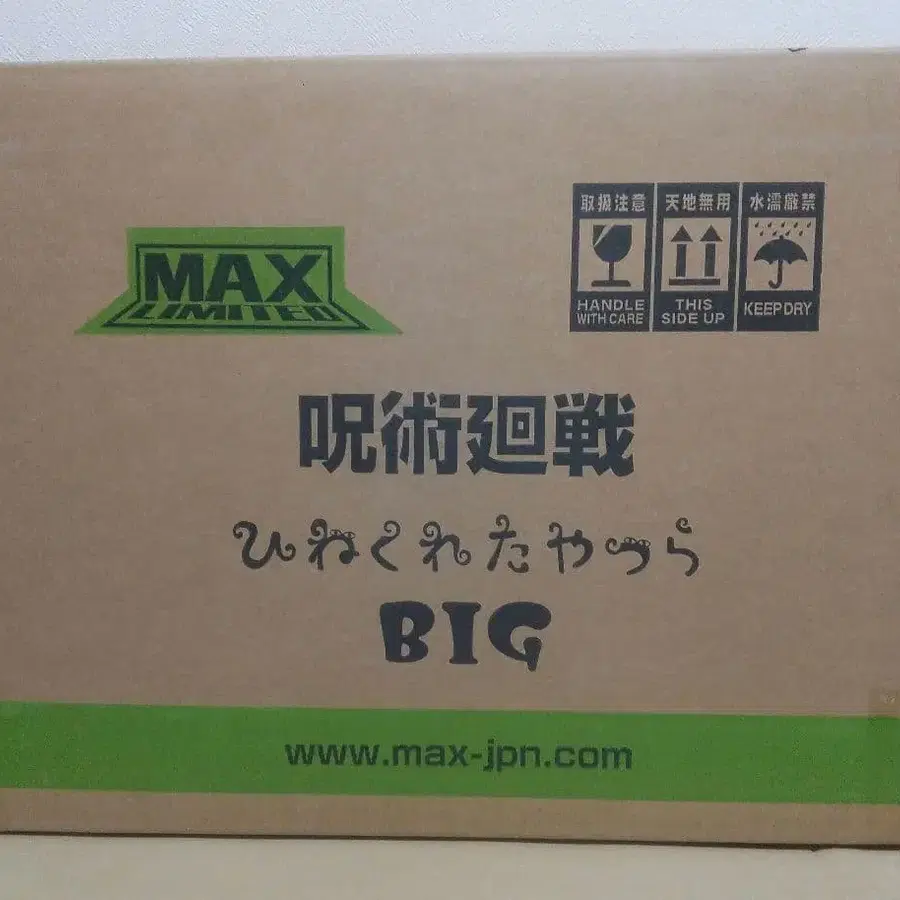 MAX
LIMITED
取扱注意
HANDLE
WITH CARE
天地無用
THIS
SIDE UP
水濡厳禁
KEEP DRY
呪術廻戦
ひねくれたやつら
BIG
www.max-jpn.com